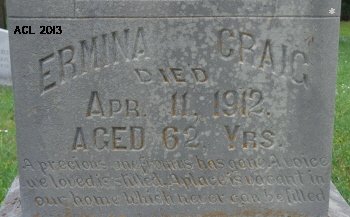 ACL 2013
ERMINA CRAIG
DIED
APR. 11, 1912.
AGED 62 YRS
A precious one from us has gone A voice
we loved is stilled. A place is vacant in
our home which never can be filled